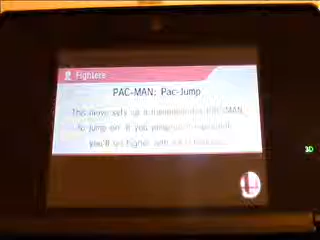 Fighters
PAC-MAN: Pac-Jump
This move sets up a trampoline for PAC-MAN
to jump on. If you jump on it repeatedly,
you'll get higher with each bounce.
3D